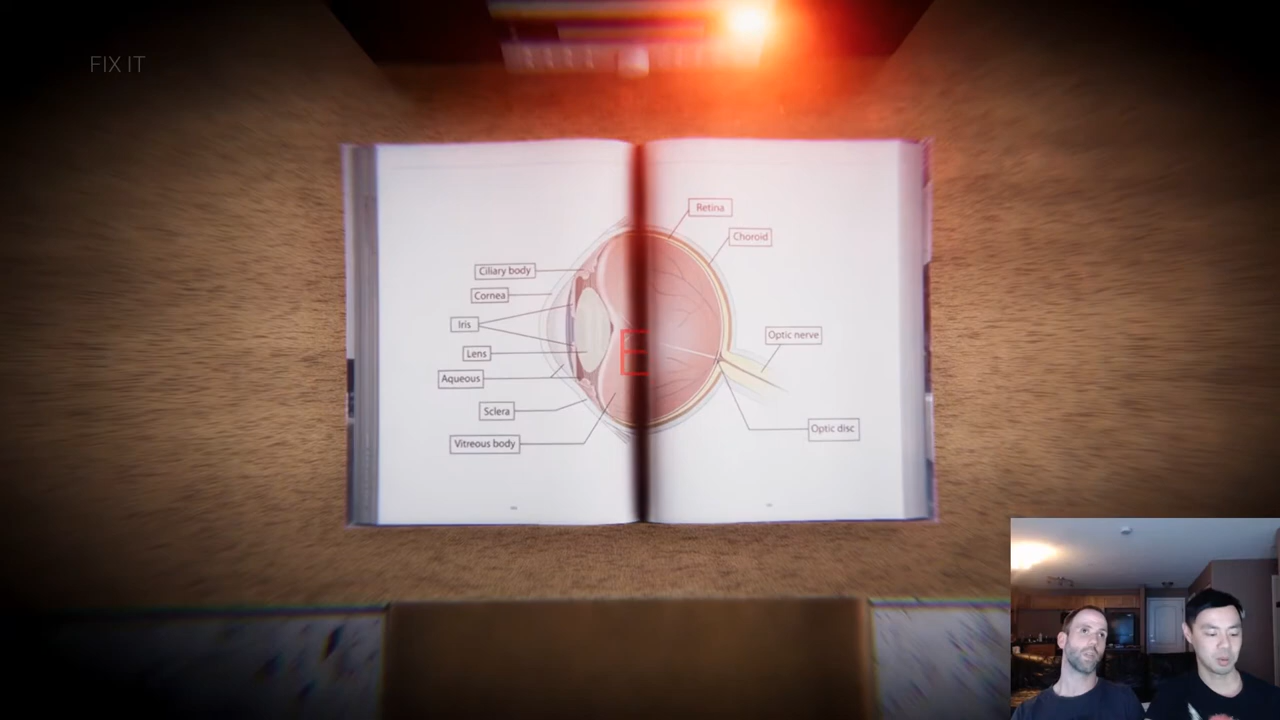 FIX IT
Retina
Choroid
Ciliary body
Cornea
Iris
Optic nerve
Lens
E
Aqueous
Sclera
Optic disc
Vitreous body